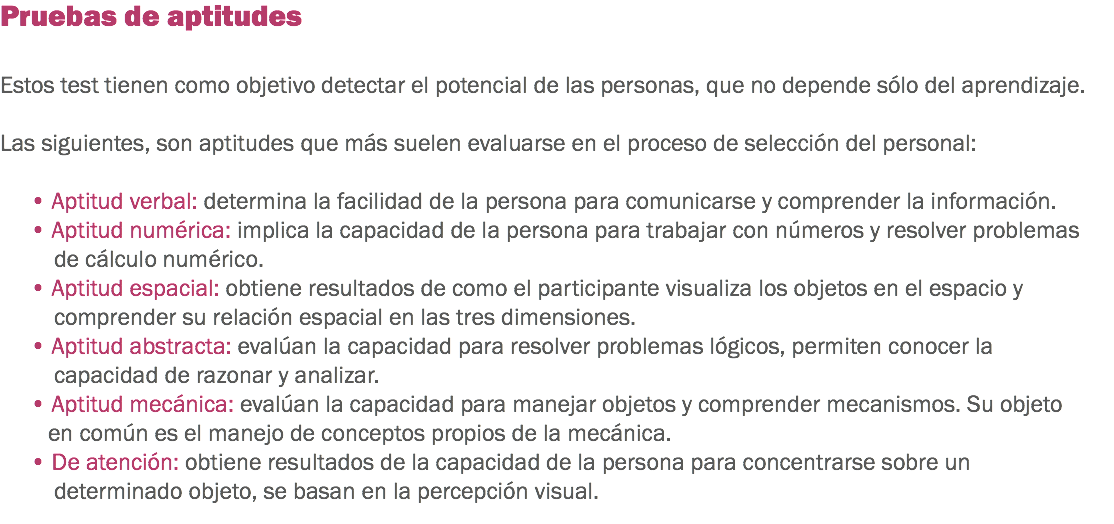 Pruebas de aptitudes
Estos test tienen como objetivo detectar el potencial de las personas, que no depende sólo del aprendizaje.
Las siguientes, son aptitudes que más suelen evaluarse en el proceso de selección del personal:
• Aptitud verbal: determina la facilidad de la persona para comunicarse y comprender la información.
• Aptitud numérica: implica la capacidad de la persona para trabajar con números y resolver problemas
de cálculo numérico.
• Aptitud espacial: obtiene resultados de como el participante visualiza los objetos en el espacio y
comprender su relación espacial en las tres dimensiones.
• Aptitud abstracta: evalúan la capacidad para resolver problemas lógicos, permiten conocer la
capacidad de razonar y analizar.
• Aptitud mecánica: evalúan la capacidad para manejar objetos y comprender mecanismos. Su objeto
en común es el manejo de conceptos propios de la mecánica.
• De atención: obtiene resultados de la capacidad de la persona para concentrarse sobre un
determinado objeto, se basan en la percepción visual.